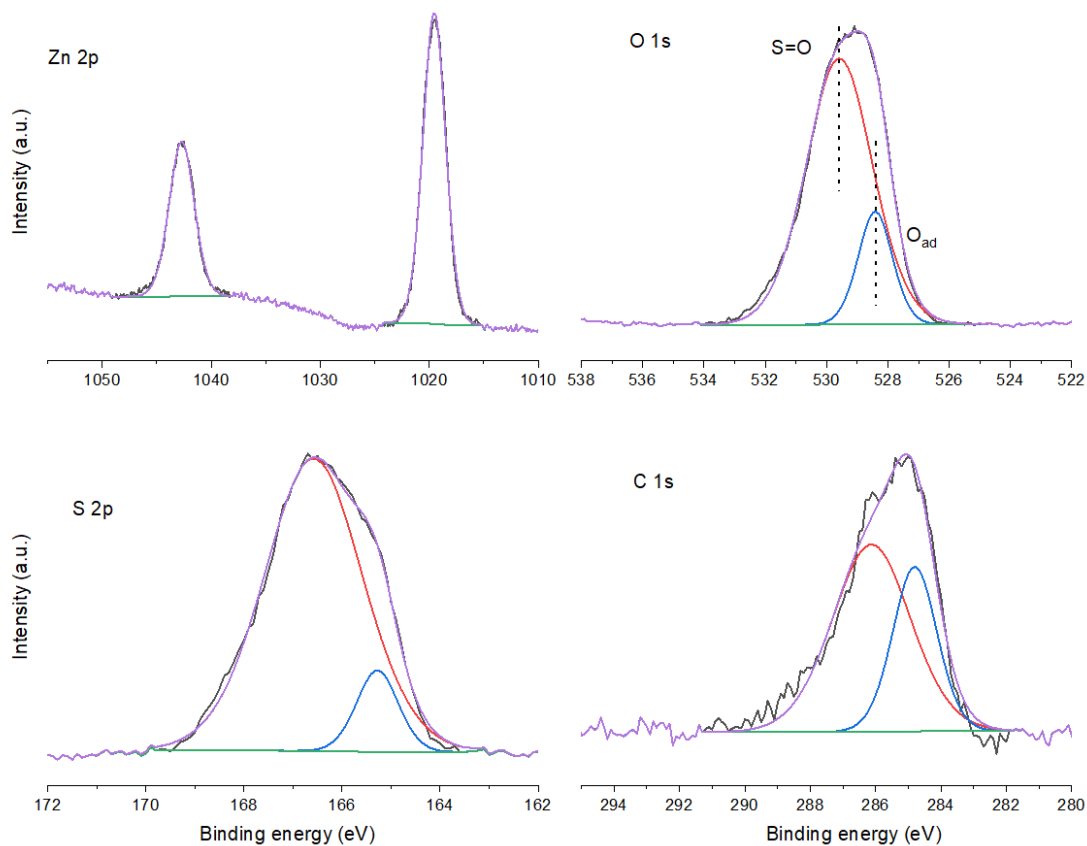 Zn 2p
Intensity (a.u.)
1050 1040 1030 1020 1010
O 1s
S=O
O_ad
538 536 534 532 530 528 526 524 522
S 2p
Intensity (a.u.)
172 170 168 166 164 162
Binding energy (eV)
C 1s
294 292 290 288 286 284 282 280
Binding energy (eV)